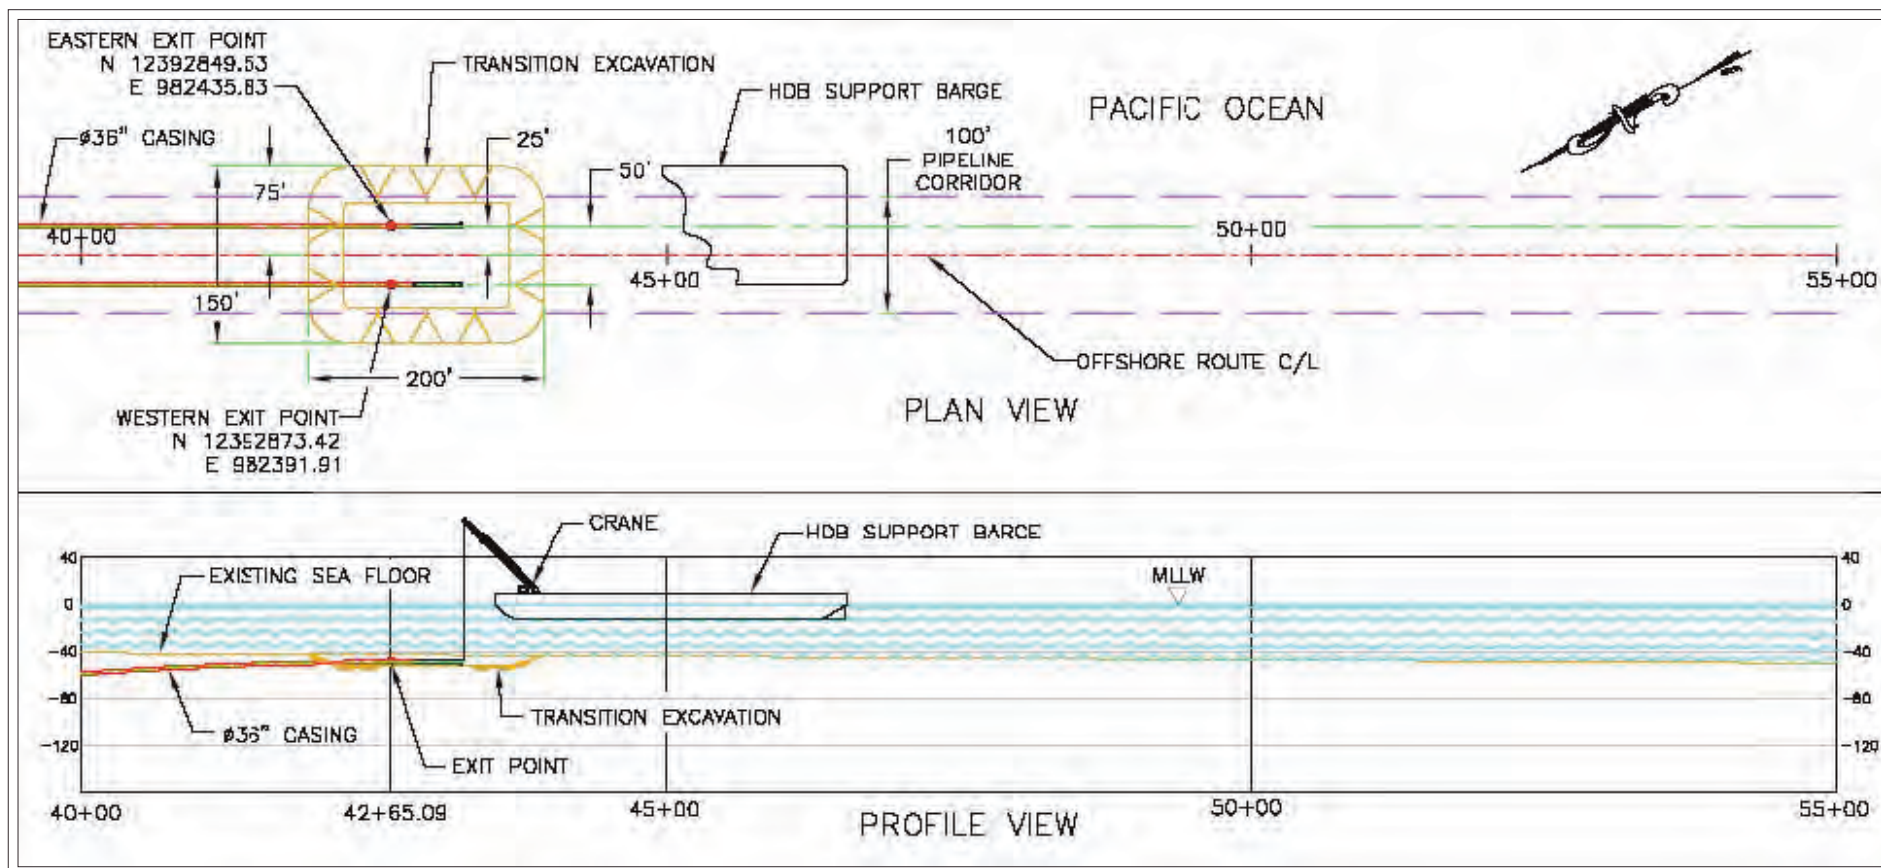 EASTERN EXIT POINT
N 12392849.53
E 982435.83
TRANSITION EXCAVATION
HDB SUPPORT BARGE
PACIFIC OCEAN
ø36" CASING
25'
100'
PIPELINE
CORRIDOR
75'
50'
40+00
45+00
50+00
55+00
150'
200'
OFFSHORE ROUTE C/L
WESTERN EXIT POINT
N 12392873.42
E 982391.91
PLAN VIEW
CRANE
HDB SUPPORT BARGE
EXISTING SEA FLOOR
MLLW
40
40
0
0
-40
-40
-80
-80
-120
-120
TRANSITION EXCAVATION
ø36" CASING
EXIT POINT
40+00
42+65.09
45+00
50+00
55+00
PROFILE VIEW